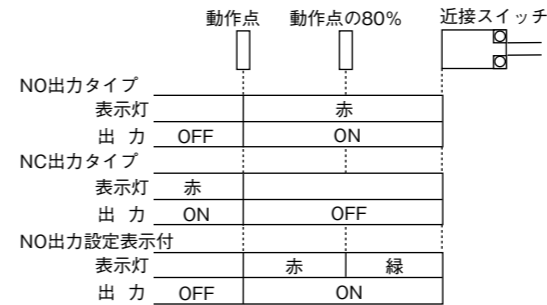 動作点 動作点の80% 近接スイッチ
NO出力タイプ
表示灯 赤
出 力 OFF ON
NC出力タイプ
表示灯 赤
出 力 ON OFF
NO出力設定表示付
表示灯 赤 緑
出 力 OFF ON